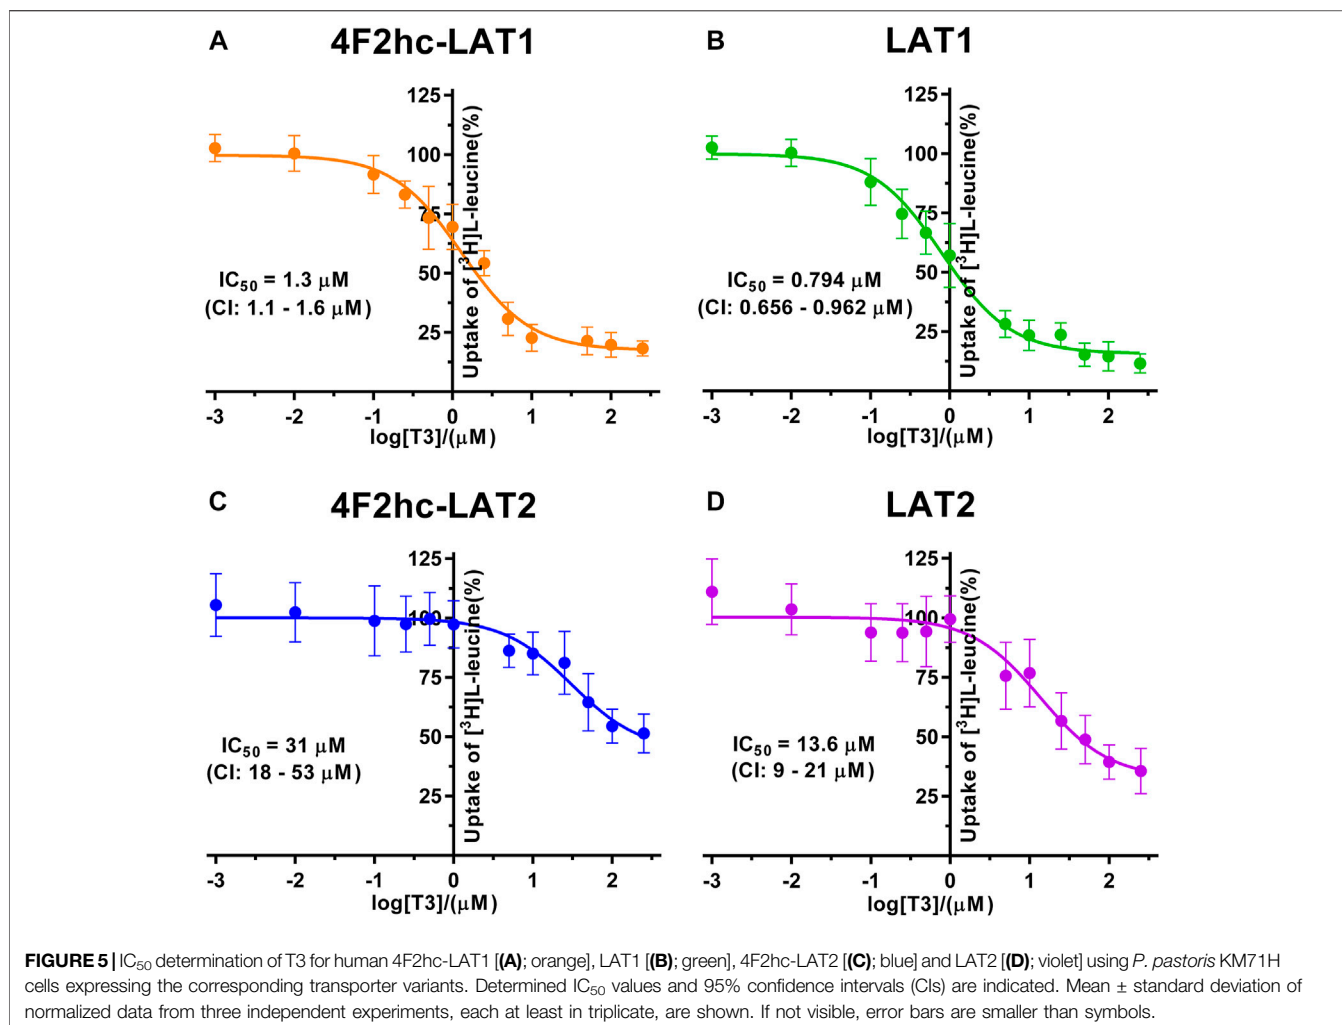 A
4F2hc-LAT1
125
100
75
50
25
Uptake of [³H]L-leucine(%)
IC₅₀ = 1.3 µM
(CI: 1.1 - 1.6 µM)
-3 -2 -1 0 1 2
log[T3]/(µM)
B
LAT1
125
100
75
50
25
Uptake of [³H]L-leucine(%)
IC₅₀ = 0.794 µM
(CI: 0.656 - 0.962 µM)
-3 -2 -1 0 1 2
log[T3]/(µM)
C
4F2hc-LAT2
125
100
75
50
25
Uptake of [³H]L-leucine(%)
IC₅₀ = 31 µM
(CI: 18 - 53 µM)
-3 -2 -1 0 1 2
log[T3]/(µM)
D
LAT2
125
100
75
50
25
Uptake of [³H]L-leucine(%)
IC₅₀ = 13.6 µM
(CI: 9 - 21 µM)
-3 -2 -1 0 1 2
log[T3]/(µM)
FIGURE 5 | IC₅₀ determination of T3 for human 4F2hc-LAT1 [(A); orange], LAT1 [(B); green], 4F2hc-LAT2 [(C); blue] and LAT2 [(D); violet] using P. pastoris KM71H
cells expressing the corresponding transporter variants. Determined IC₅₀ values and 95% confidence intervals (CIs) are indicated. Mean ± standard deviation of
normalized data from three independent experiments, each at least in triplicate, are shown. If not visible, error bars are smaller than symbols.